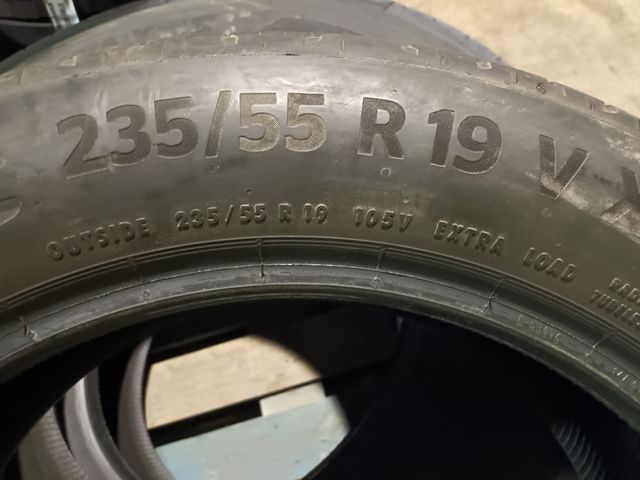 235/55 R 19 V X
OUTSIDE 235/55 R 19 105V EXTRA LOAD